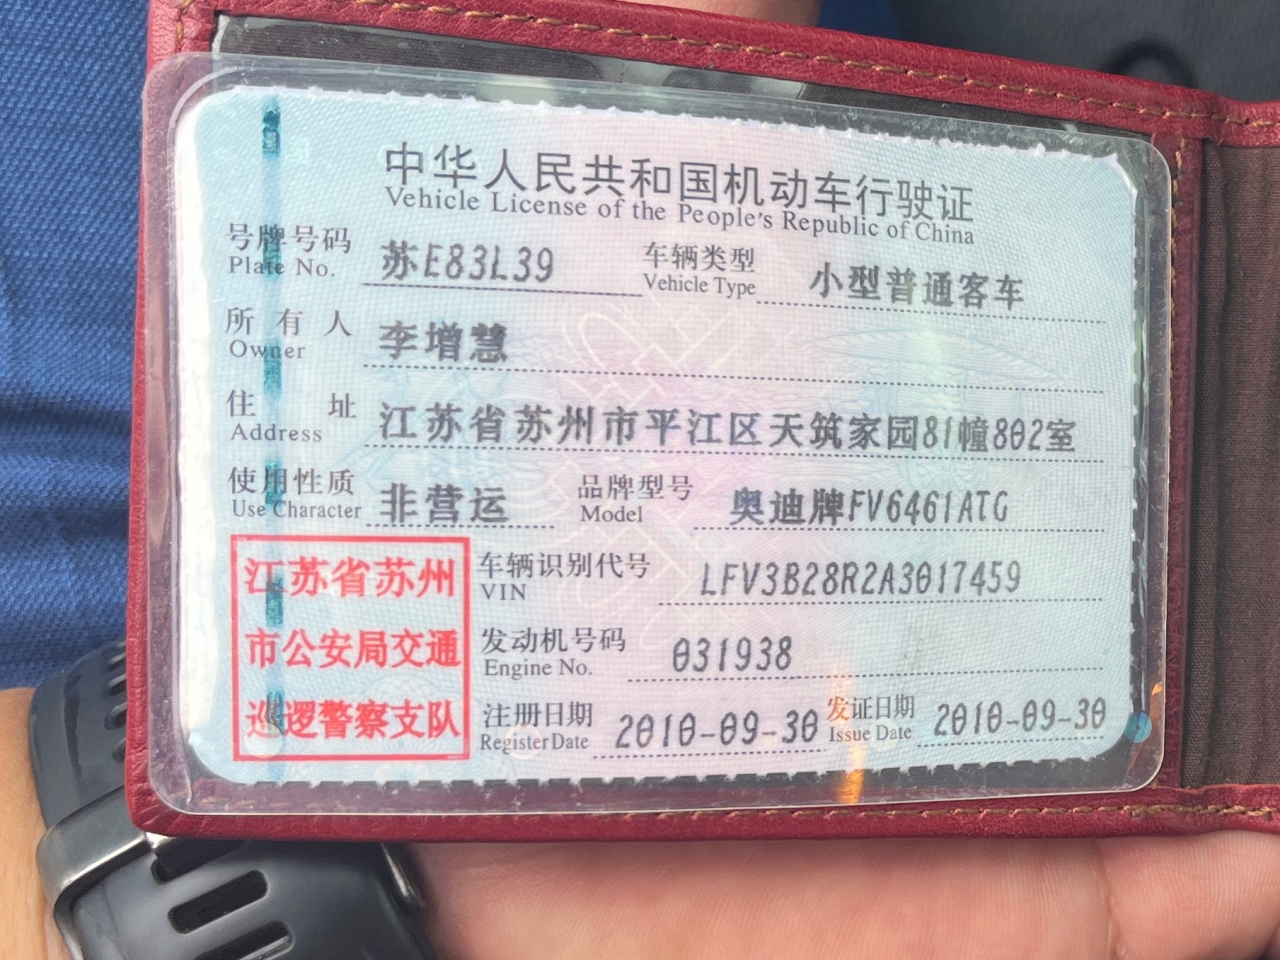 中华人民共和国机动车行驶证
Vehicle License of the People's Republic of China
号牌号码 苏E83L39 车辆类型 小型普通客车
Plate No. Vehicle Type
所有人 李增慧
Owner
住址 江苏省苏州市平江区天筑家园81幢802室
Address
使用性质 非营运 品牌型号 奥迪牌FV6461ATG
Use Character Model
江苏省苏州
市公安局交通
巡逻警察支队
车辆识别代号 LFV3B28R2A3017459
VIN
发动机号码 031938
Engine No.
注册日期 2010-09-30 发证日期 2010-09-30
Register Date Issue Date